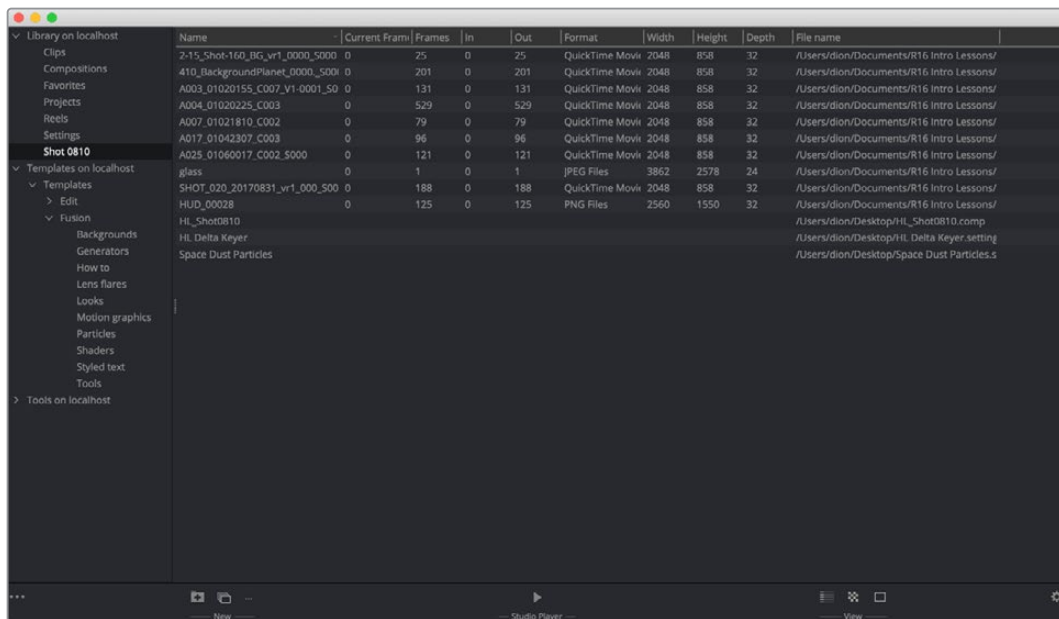 Library on localhost
Clips
Compositions
Favorites
Projects
Reels
Settings
Shot 0810
Templates on localhost
Templates
Edit
Fusion
Backgrounds
Generators
How to
Lens flares
Looks
Motion graphics
Particles
Shaders
Styled text
Tools
Tools on localhost
Name Current Frame Frames In Out Format Width Height Depth File name
2-15_Shot-160_BG_vr1_0000_S000 0 25 0 25 QuickTime Movie 2048 858 32 /Users/dion/Documents/R16 Intro Lessons/
410_BackgroundPlanet_0000._S000 0 201 0 201 QuickTime Movie 2048 858 32 /Users/dion/Documents/R16 Intro Lessons/
A003_01020155_C007_V1-0001_S0 0 131 0 131 QuickTime Movie 2048 858 32 /Users/dion/Documents/R16 Intro Lessons/
A004_01020225_C003 0 529 0 529 QuickTime Movie 2048 858 32 /Users/dion/Documents/R16 Intro Lessons/
A007_01021810_C002 0 79 0 79 QuickTime Movie 2048 858 32 /Users/dion/Documents/R16 Intro Lessons/
A017_01042307_C003 0 96 0 96 QuickTime Movie 2048 858 32 /Users/dion/Documents/R16 Intro Lessons/
A025_01060017_C002_S000 0 121 0 121 QuickTime Movie 2048 858 32 /Users/dion/Documents/R16 Intro Lessons/
glass 0 1 0 1 JPEG Files 3862 2578 24 /Users/dion/Documents/R16 Intro Lessons/
SHOT_020_20170831_vr1_000_S00 0 188 0 188 QuickTime Movie 2048 858 32 /Users/dion/Documents/R16 Intro Lessons/
HUD_00028 0 125 0 125 PNG Files 2560 1550 32 /Users/dion/Documents/R16 Intro Lessons/
HL_Shot0810 /Users/dion/Desktop/HL_Shot0810.comp
HL Delta Keyer /Users/dion/Desktop/HL Delta Keyer.setting
Space Dust Particles /Users/dion/Desktop/Space Dust Particles.s
New Studio Player View